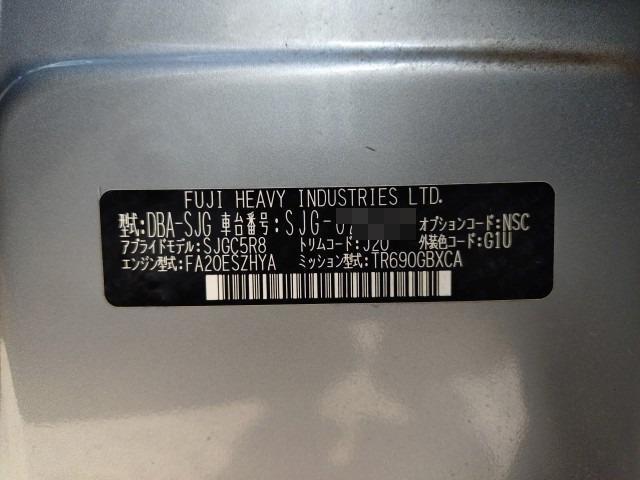 FUJI HEAVY INDUSTRIES LTD.
型式:DBA-SJG 車台番号:SJG-0 オプションコード:NSC
アプライドモデル:SJGC5R8 トリムコード:J20 外装色コード:G1U
エンジン型式:FA20ESZHYA ミッション型式:TR690GBXCA